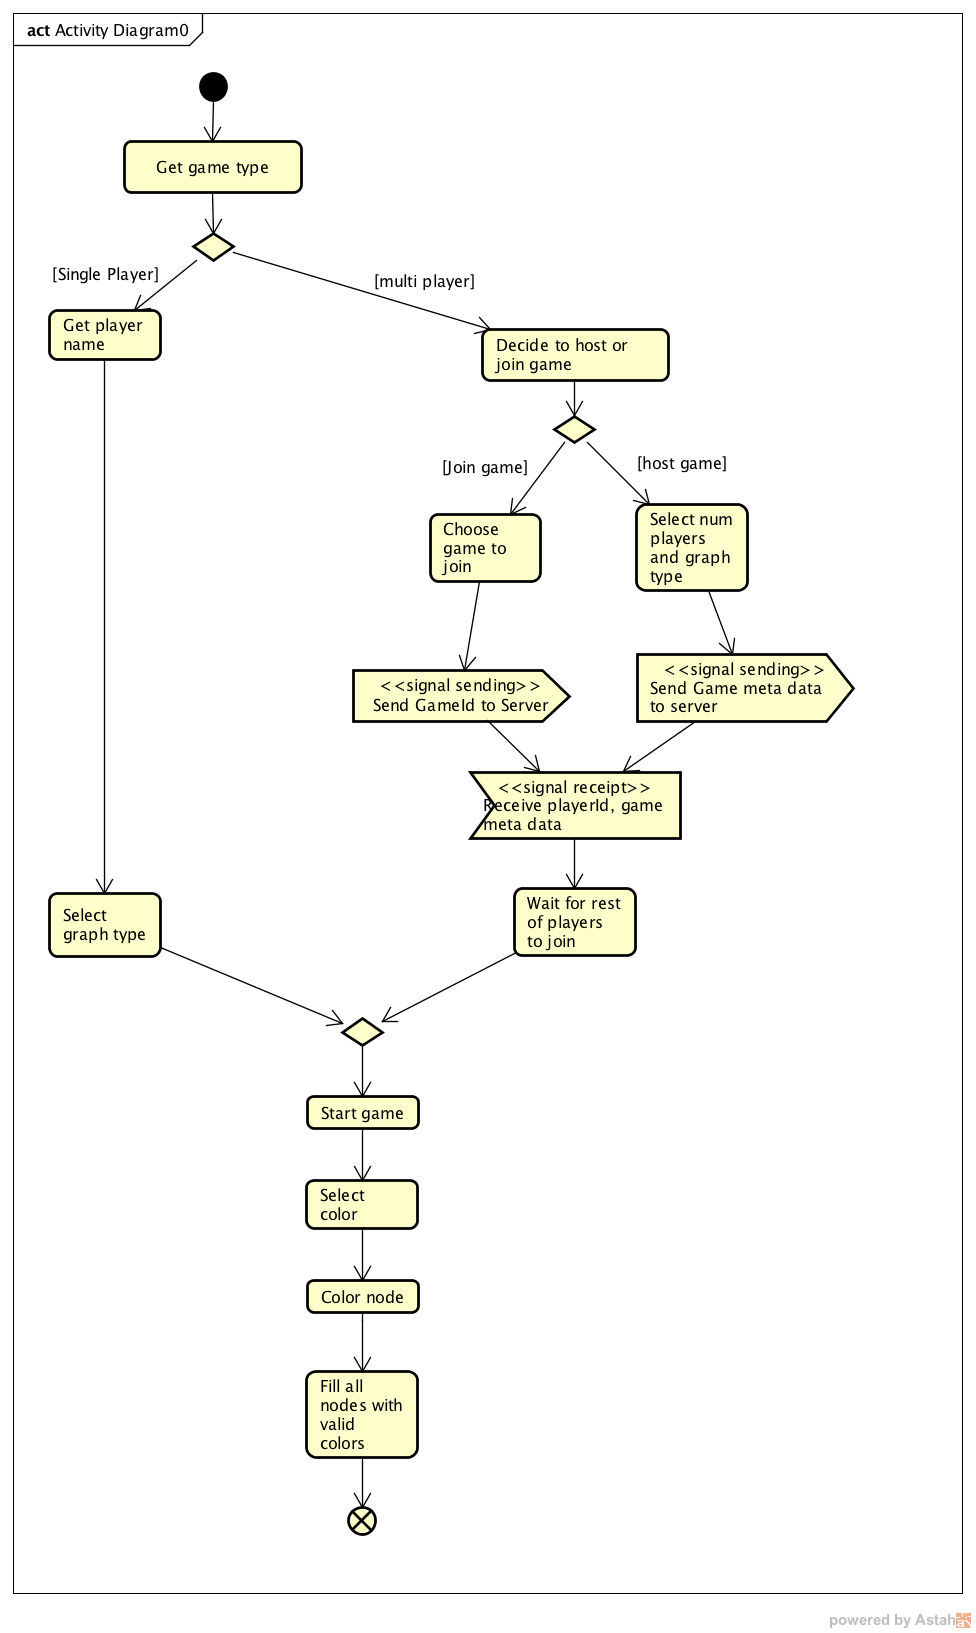 act Activity Diagram0
Get game type
[Single Player]
[multi player]
Get player
name
Decide to host or
join game
[Join game]
[host game]
Choose
game to
join
Select num
players
and graph
type
<<signal sending>>
Send GameId to Server
<<signal sending>>
Send Game meta data
to server
<<signal receipt>>
Receive playerId, game
meta data
Select
graph type
Wait for rest
of players
to join
Start game
Select
color
Color node
Fill all
nodes with
valid
colors
powered by Astah